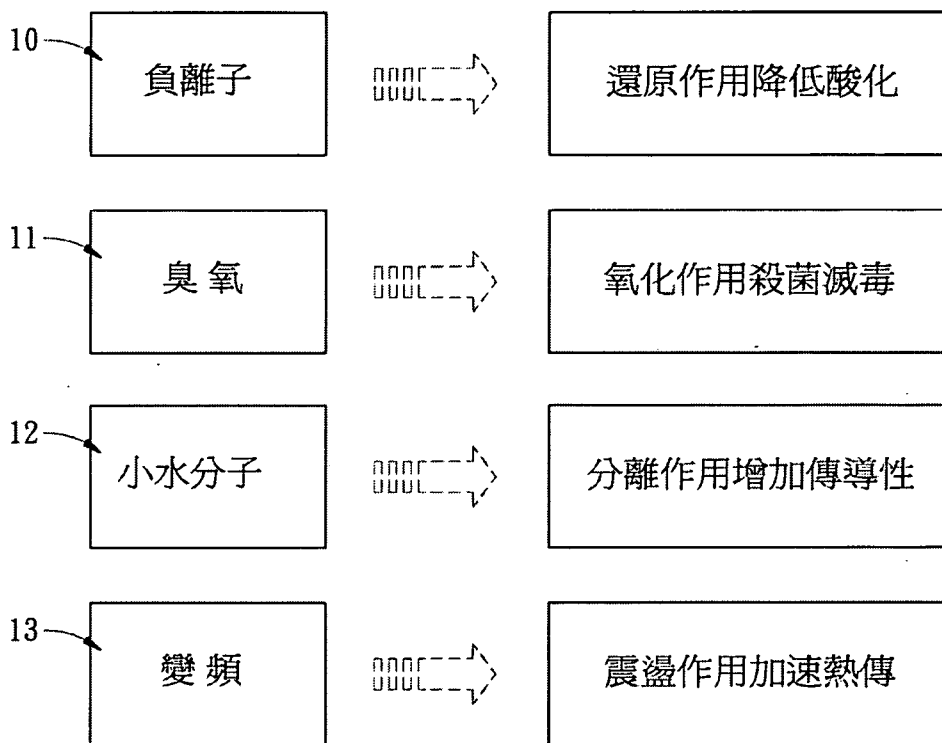 10 負離子 還原作用降低酸化
11 臭氧 氧化作用殺菌滅毒
12 小水分子 分離作用增加傳導性
13 變頻 震盪作用加速熱傳